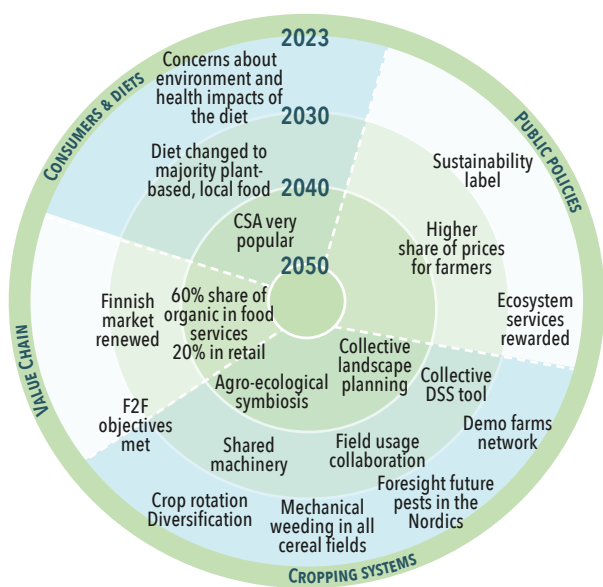 2023
Concerns about
environment and
health impacts of
the diet
2030
Diet changed to
majority plant-
based, local food
2040
CSA very
popular
2050
CONSUMERS & DIETS
PUBLIC POLICIES
Sustainability
label
Higher
share of prices
for farmers
Ecosystem
services
rewarded
VALUE CHAIN
Finnish
market
renewed
60% share of
organic in food
services
20% in retail
F2F
objectives
met
Collective
landscape
planning
Agro-ecological
symbiosis
Collective
DSS tool
Demo farms
network
Shared
machinery
Field usage
collaboration
Foresight future
pests in the
Nordics
Crop rotation
Diversification
Mechanical
weeding in all
cereal fields
CROPPING SYSTEMS